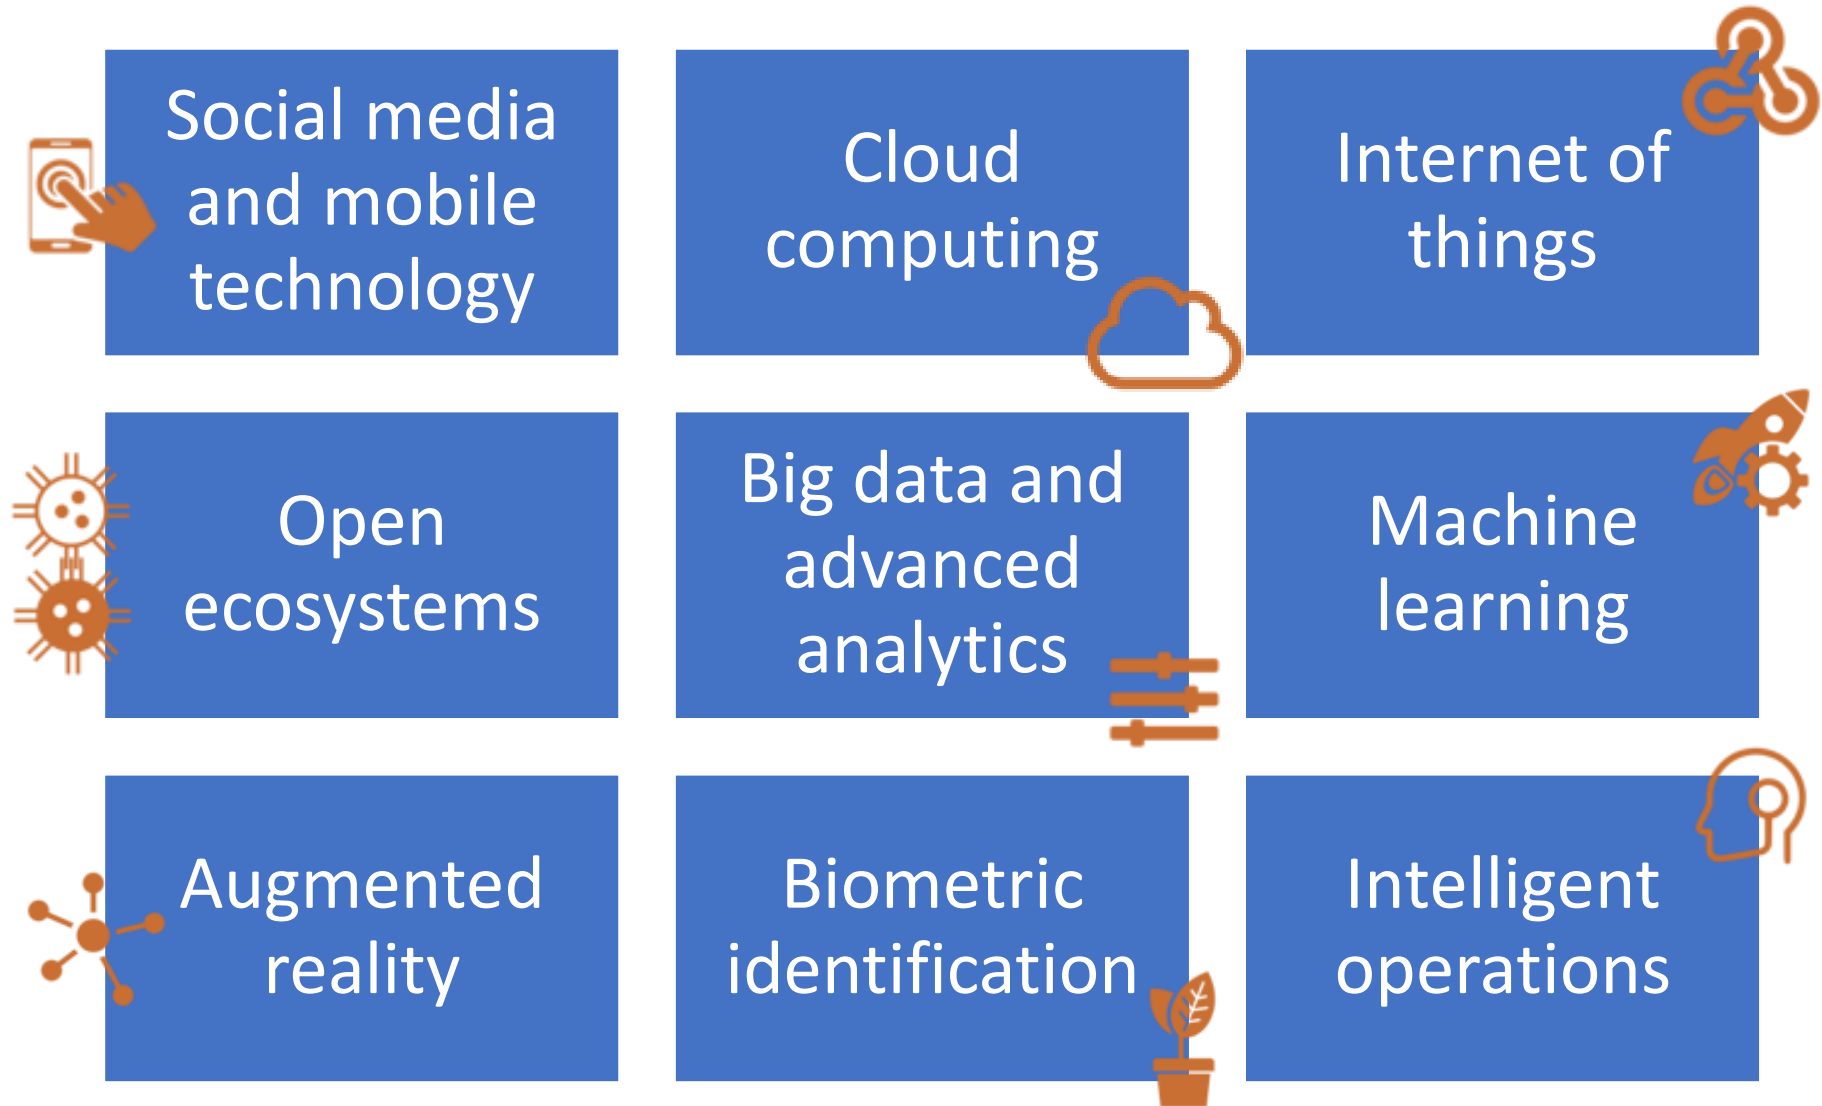 Social media
and mobile
technology
Cloud
computing
Internet of
things
Open
ecosystems
Big data and
advanced
analytics
Machine
learning
Augmented
reality
Biometric
identification
Intelligent
operations